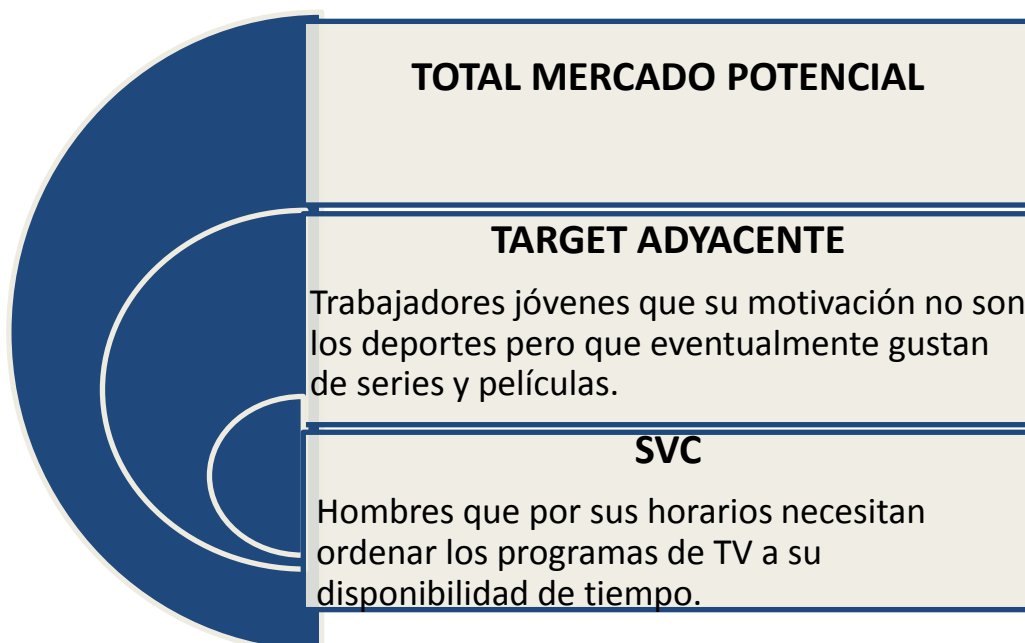 TOTAL MERCADO POTENCIAL
TARGET ADYACENTE
Trabajadores jóvenes que su motivación no son
los deportes pero que eventualmente gustan
de series y películas.
SVC
Hombres que por sus horarios necesitan
ordenar los programas de TV a su
disponibilidad de tiempo.